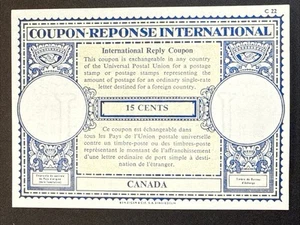 C 22
COUPON-REPONSE INTERNATIONAL
International Reply Coupon
This coupon is exchangeable in any country
of the Universal Postal Union for a postage
stamp or postage stamps representing the
amount of postage for an ordinary single-rate
letter destined for a foreign country.
15 CENTS
Ce coupon est échangeable dans
tous les Pays de l'Union postale universelle
contre un timbre-poste ou des timbres-poste
représentant le montant de l'affranchissement
d'une lettre ordinaire de port simple à destination
de l'étranger.
CANADA